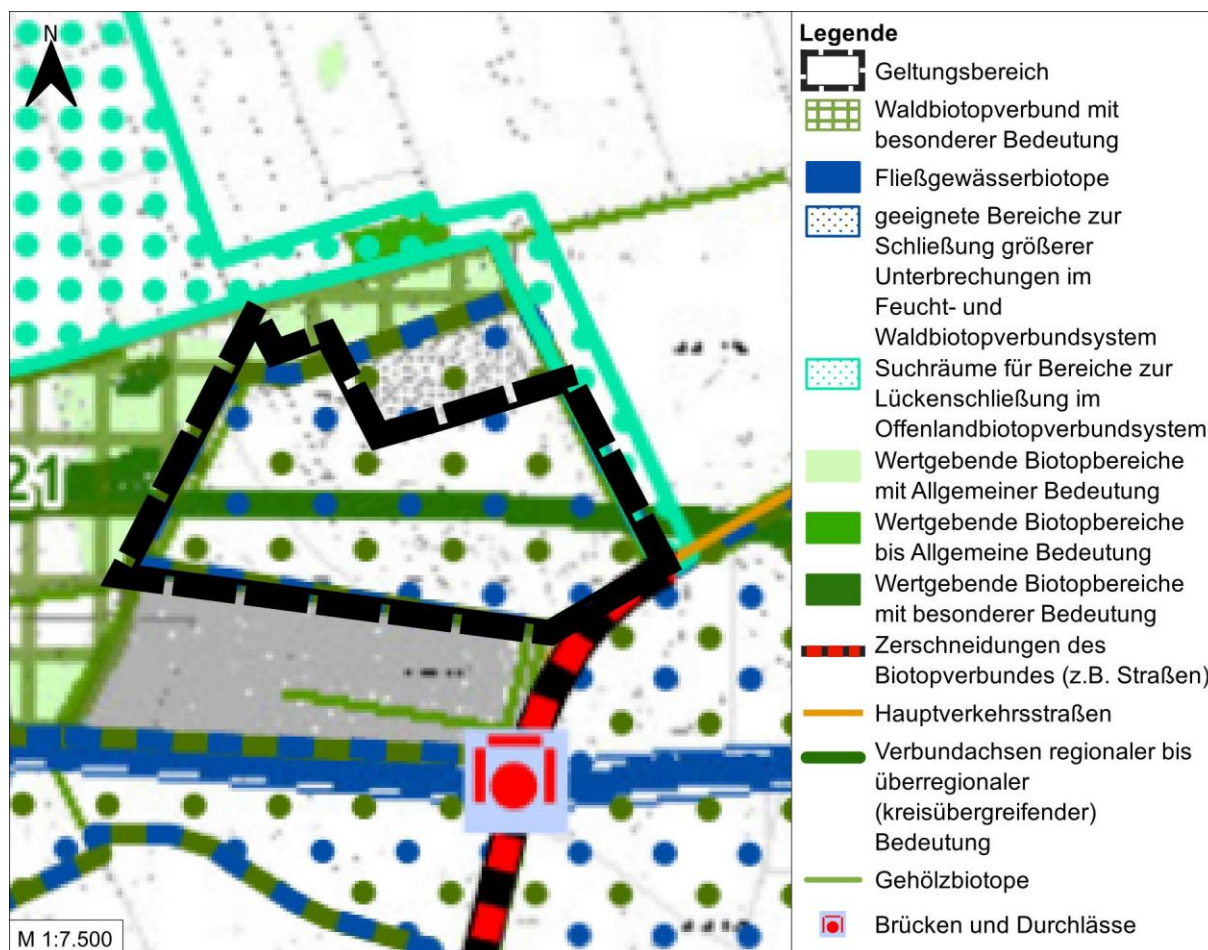 N
21
M 1:7.500
Legende
Geltungsbereich
Waldbiotopverbund mit
besonderer Bedeutung
Fließgewässerbiotope
geeignete Bereiche zur
Schließung größerer
Unterbrechungen im
Feucht- und
Waldbiotopverbundsystem
Suchräume für Bereiche zur
Lückenschließung im
Offenlandbiotopverbundsystem
Wertgebende Biotopbereiche
mit Allgemeiner Bedeutung
Wertgebende Biotopbereiche
bis Allgemeine Bedeutung
Wertgebende Biotopbereiche
mit besonderer Bedeutung
Zerschneidungen des
Biotopverbundes (z.B. Straßen)
Hauptverkehrsstraßen
Verbundachsen regionaler bis
überregionaler
(kreisübergreifender)
Bedeutung
Gehölzbiotope
Brücken und Durchlässe